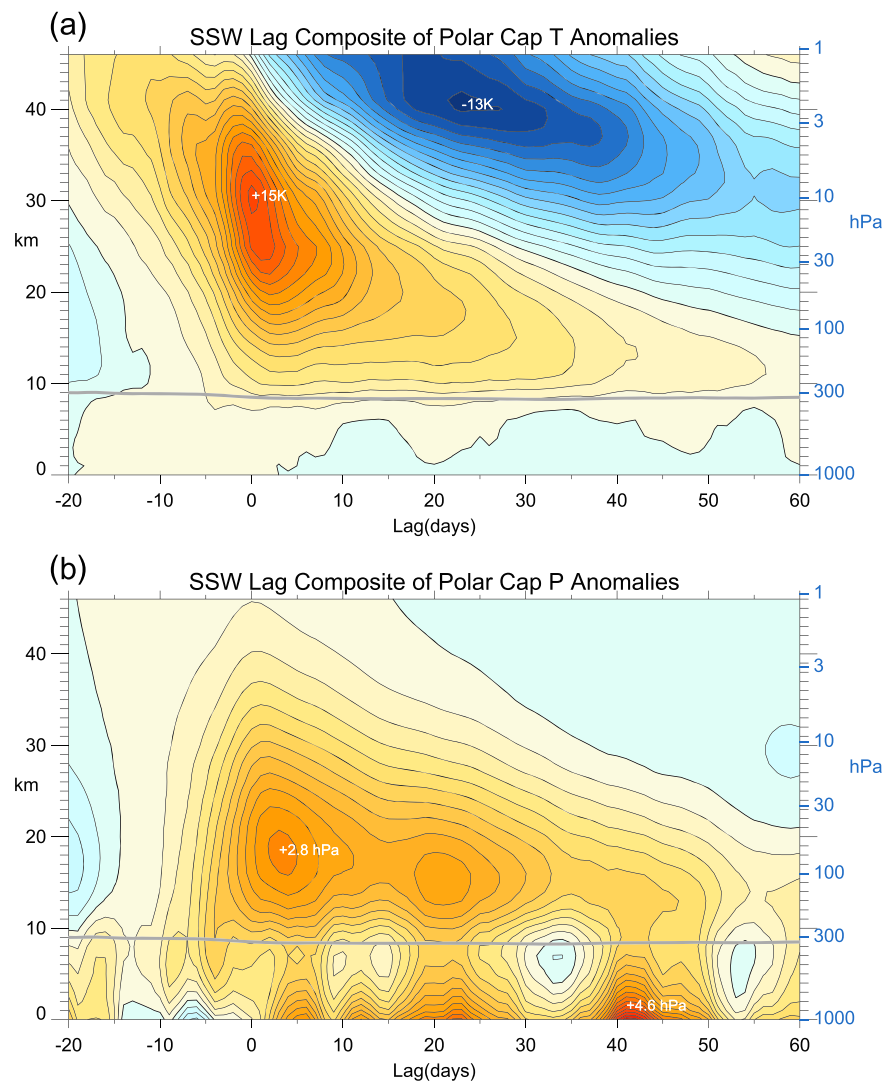 (a)
SSW Lag Composite of Polar Cap T Anomalies
1
40
-13K
3
30
+15K
10
km
hPa
30
20
100
10
300
0
1000
-20 -10 0 10 20 30 40 50 60
Lag(days)
(b)
SSW Lag Composite of Polar Cap P Anomalies
1
40
3
30
10
km
hPa
30
20
+2.8 hPa
100
10
300
+4.6 hPa
0
1000
-20 -10 0 10 20 30 40 50 60
Lag(days)